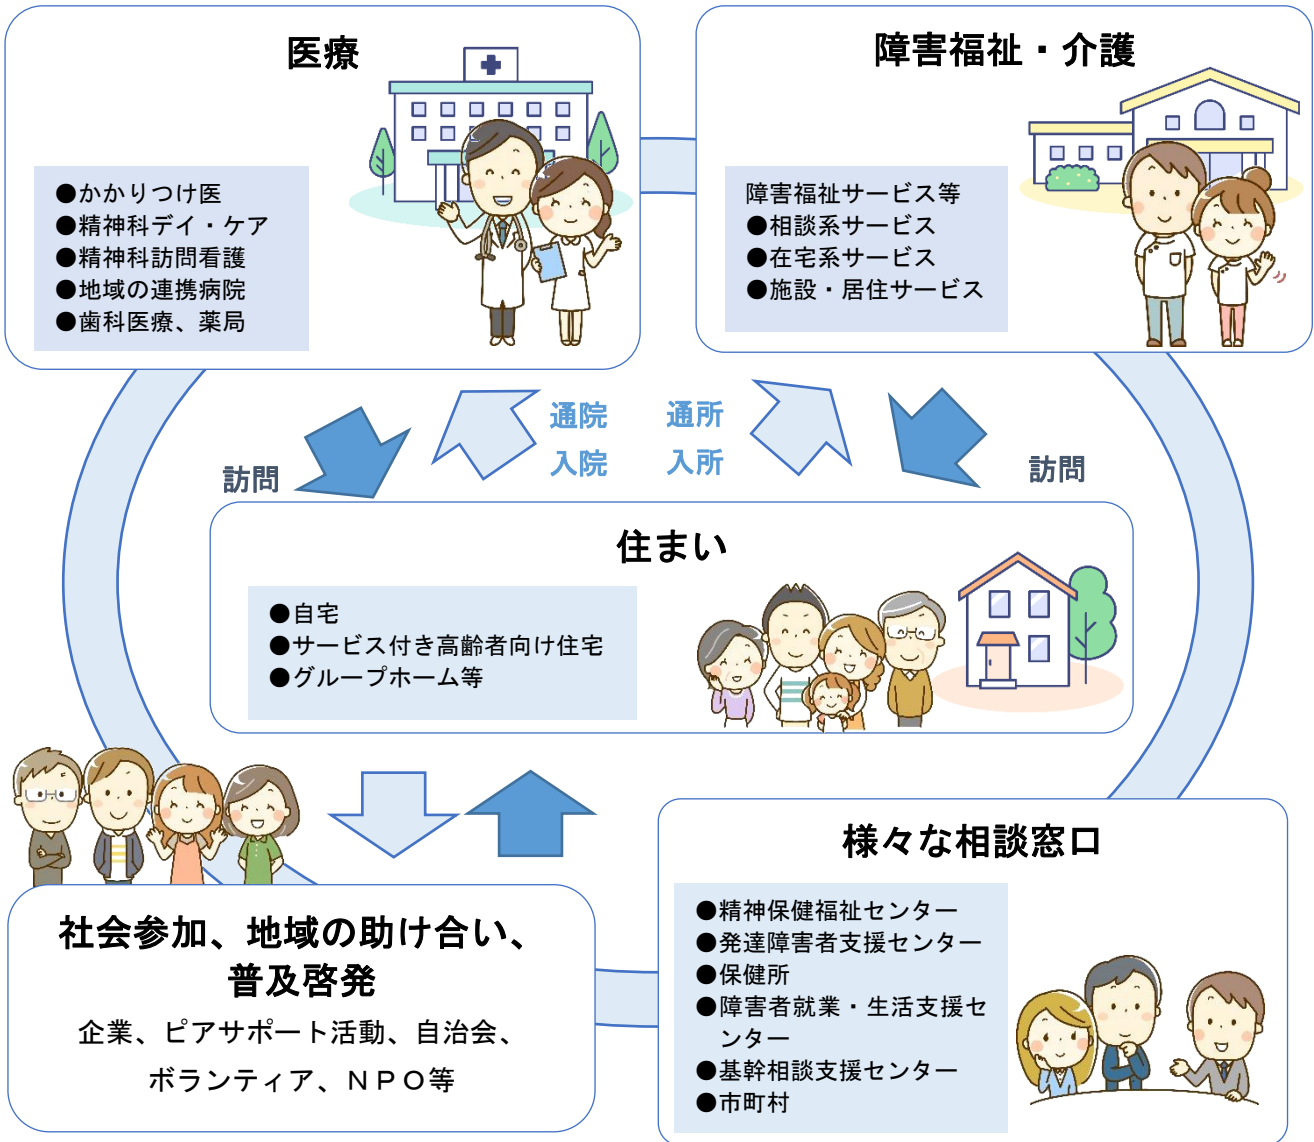 医療
●かかりつけ医
●精神科デイ・ケア
●精神科訪問看護
●地域の連携病院
●歯科医療、薬局
障害福祉・介護
障害福祉サービス等
●相談系サービス
●在宅系サービス
●施設・居住サービス
訪問
通院
入院
通所
入所
訪問
住まい
●自宅
●サービス付き高齢者向け住宅
●グループホーム等
社会参加、地域の助け合い、
普及啓発
企業、ピアサポート活動、自治会、
ボランティア、ＮＰＯ等
様々な相談窓口
●精神保健福祉センター
●発達障害者支援センター
●保健所
●障害者就業・生活支援セ
ンター
●基幹相談支援センター
●市町村